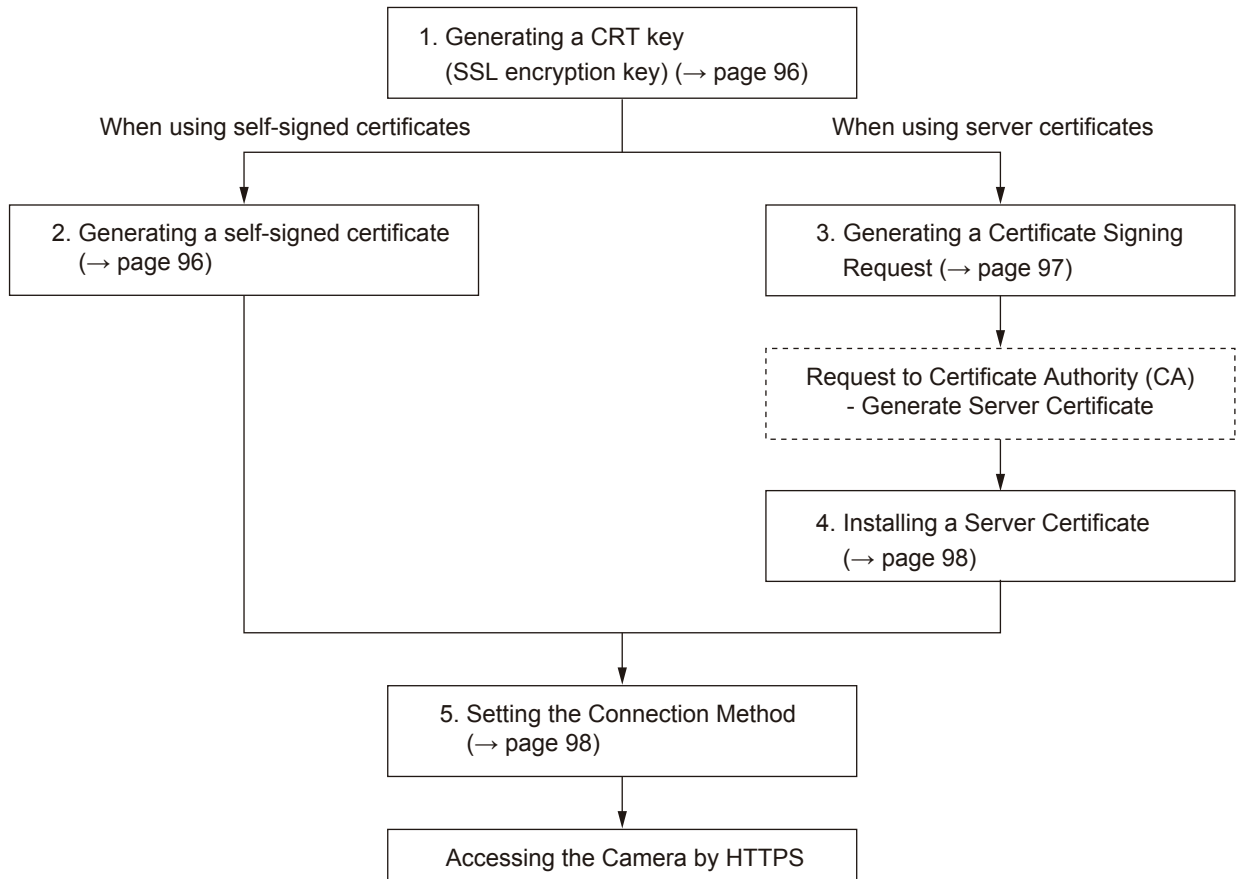 1. Generating a CRT key
(SSL encryption key) (→ page 96)
When using self-signed certificates
When using server certificates
2. Generating a self-signed certificate
(→ page 96)
3. Generating a Certificate Signing
Request (→ page 97)
Request to Certificate Authority (CA)
- Generate Server Certificate
4. Installing a Server Certificate
(→ page 98)
5. Setting the Connection Method
(→ page 98)
Accessing the Camera by HTTPS